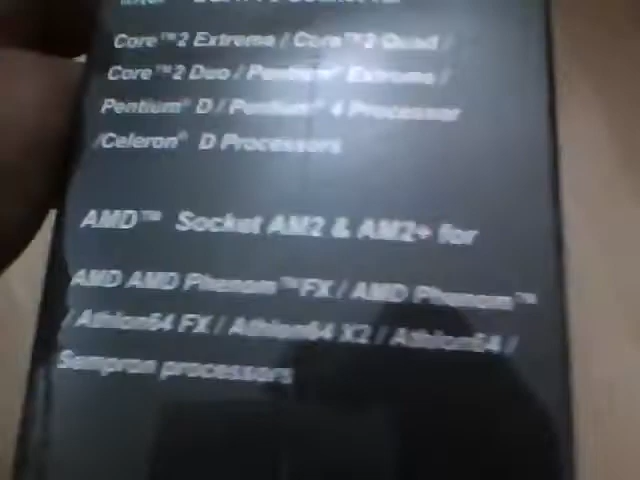 Core™2 Extreme / Core™2 Quad /
Core™2 Duo / Pentium® Extreme /
Pentium® D / Pentium® 4 Processor
/Celeron® D Processors
AMD™ Socket AM2 & AM2+ for
AMD AMD Phenom™FX / AMD Phenom™
/ Athlon64 FX / Athlon64 X2 / Athlon64 /
Sempron processors